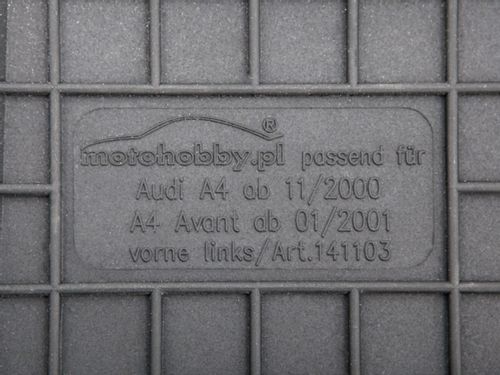 motohobby.pl® passend für
Audi A4 ab 11/2000
A4 Avant ab 01/2001
vorne links/Art.141103